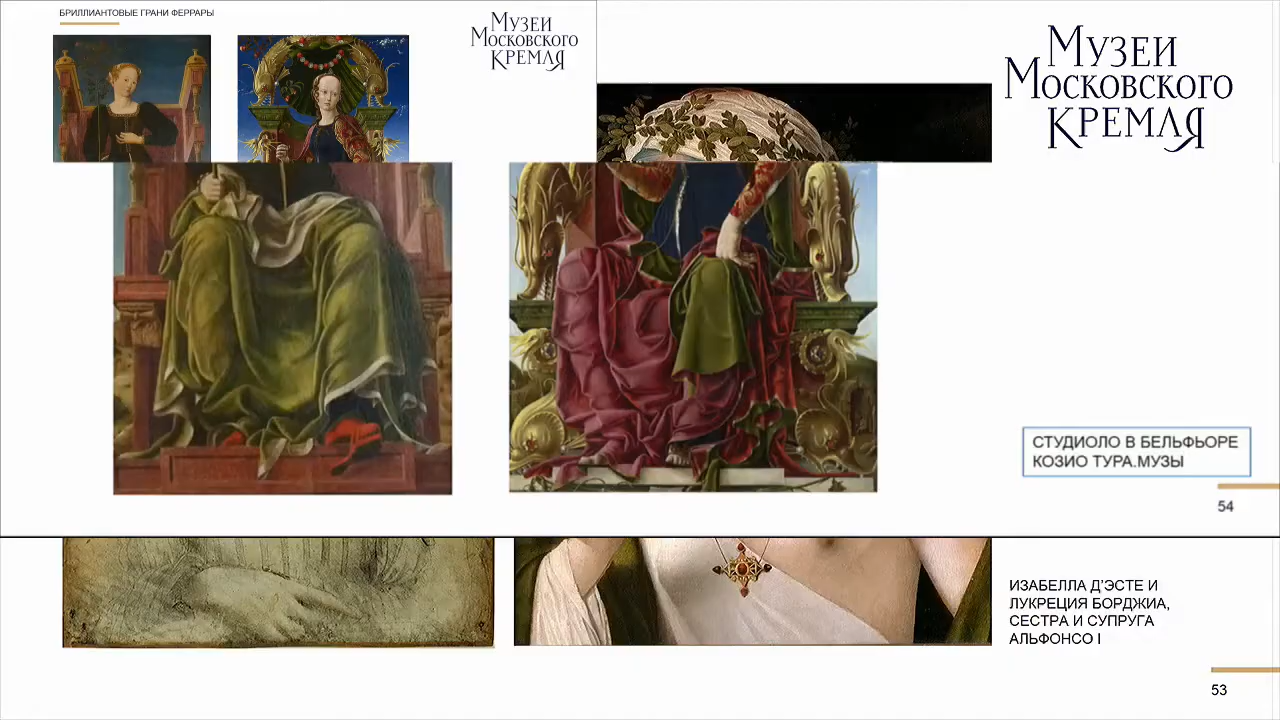 БРИЛЛИАНТОВЫЕ ГРАНИ ФЕРРАРЫ
МУЗЕИ
МОСКОВСКОГО
КРЕМЛЯ
МУЗЕИ
МОСКОВСКОГО
КРЕМЛЯ
СТУДИОЛО В БЕЛЬФЬОРЕ
КОЗИО ТУРА.МУЗЫ
54
ИЗАБЕЛЛА Д'ЭСТЕ И
ЛУКРЕЦИЯ БОРДЖИА,
СЕСТРА И СУПРУГА
АЛЬФОНСО I
53